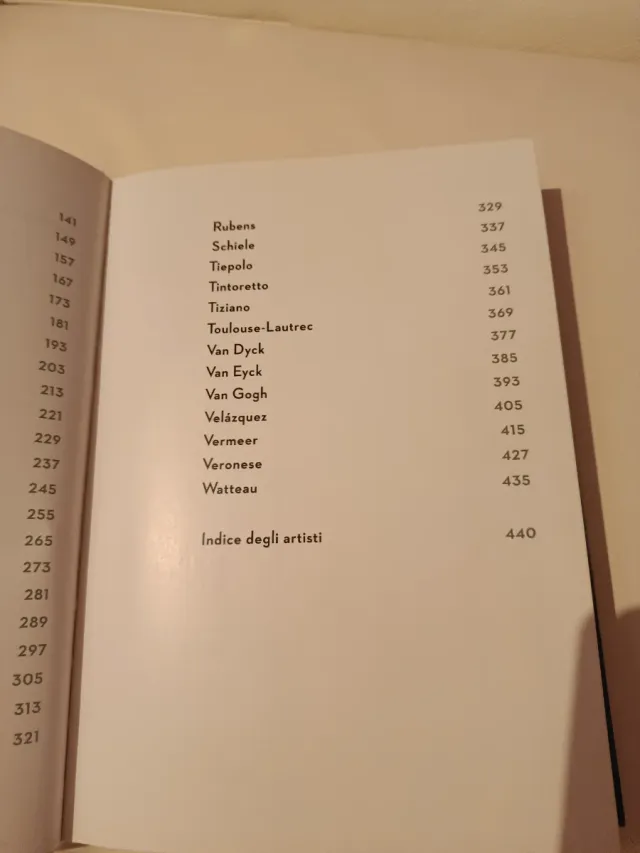 141
149
157
167
173
181
193
203
213
221
229
237
245
255
265
273
281
289
297
305
313
321
Rubens 329
Schiele 337
Tiepolo 345
Tintoretto 353
Tiziano 361
Toulouse-Lautrec 369
Van Dyck 377
Van Eyck 385
Van Gogh 393
Velázquez 405
Vermeer 415
Veronese 427
Watteau 435
Indice degli artisti 440